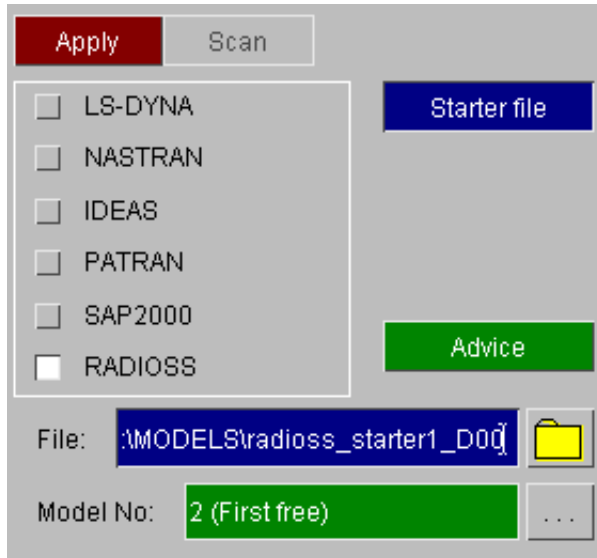 Apply Scan
LS-DYNA Starter file
NASTRAN
IDEAS
PATRAN
SAP2000
Advice
RADIOSS
File: :\MODELS\radioss_starter1_D00
Model No: 2 (First free) ...